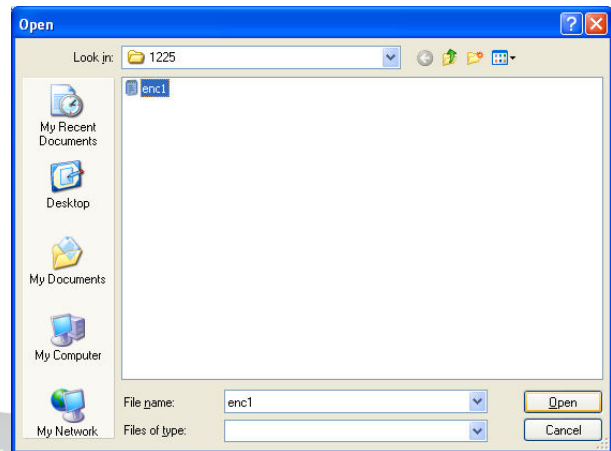 Open
Look in: 1225
enc1
My Recent
Documents
Desktop
My Documents
My Computer
My Network
File name: enc1 Open
Files of type: Cancel